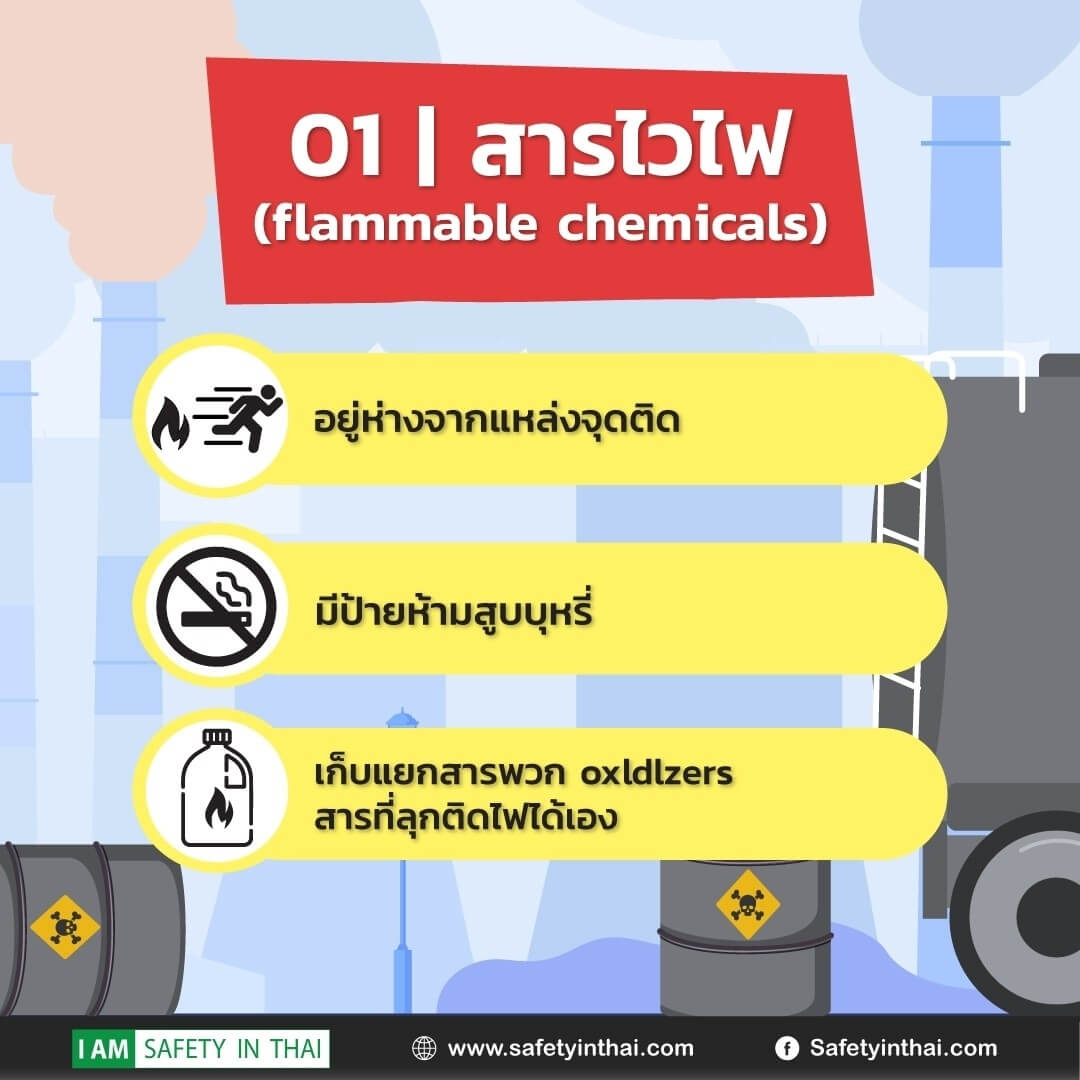 01 | สารไวไฟ
(flammable chemicals)
อยู่ห่างจากแหล่งจุดติด
มีป้ายห้ามสูบบุหรี่
เก็บแยกสารพวก oxldlzers
สารที่ลุกติดไฟได้เอง
I AM SAFETY IN THAI
www.safetyinthai.com
Safetyinthai.com